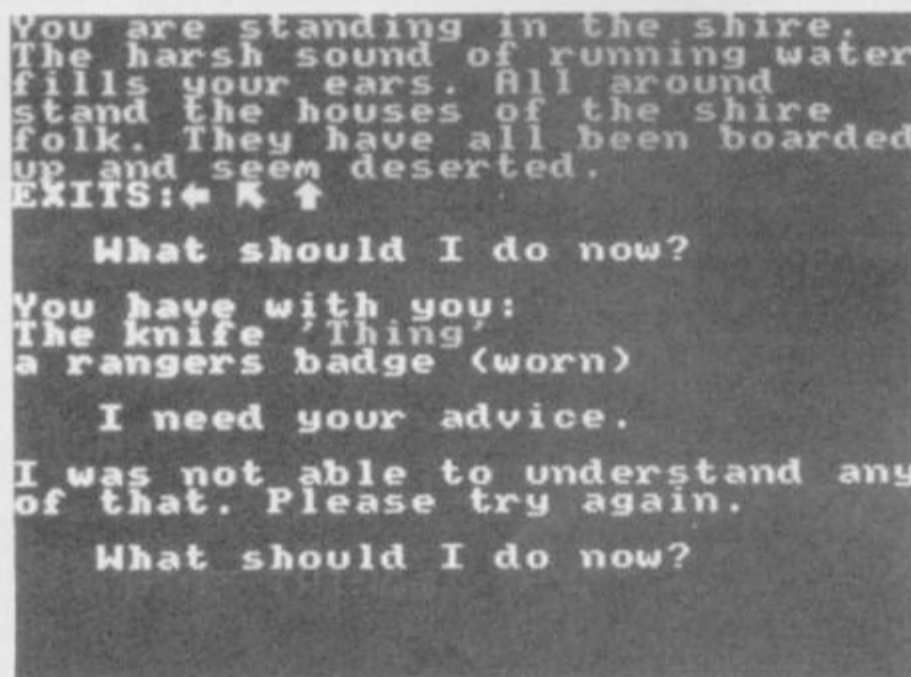 You are standing in the shire.
The harsh sound of running water
fills your ears. All around
stand the houses of the shire
folk. They have all been boarded
up and seem deserted.
EXITS:← ↖ ↑
What should I do now?
You have with you:
The knife 'Thing'
a rangers badge (worn)
I need your advice.
I was not able to understand any
of that. Please try again.
What should I do now?